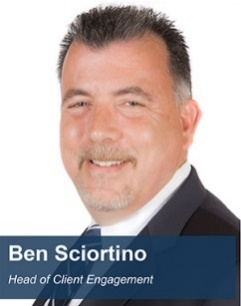 Ben Sciortino
Head of Client Engagement